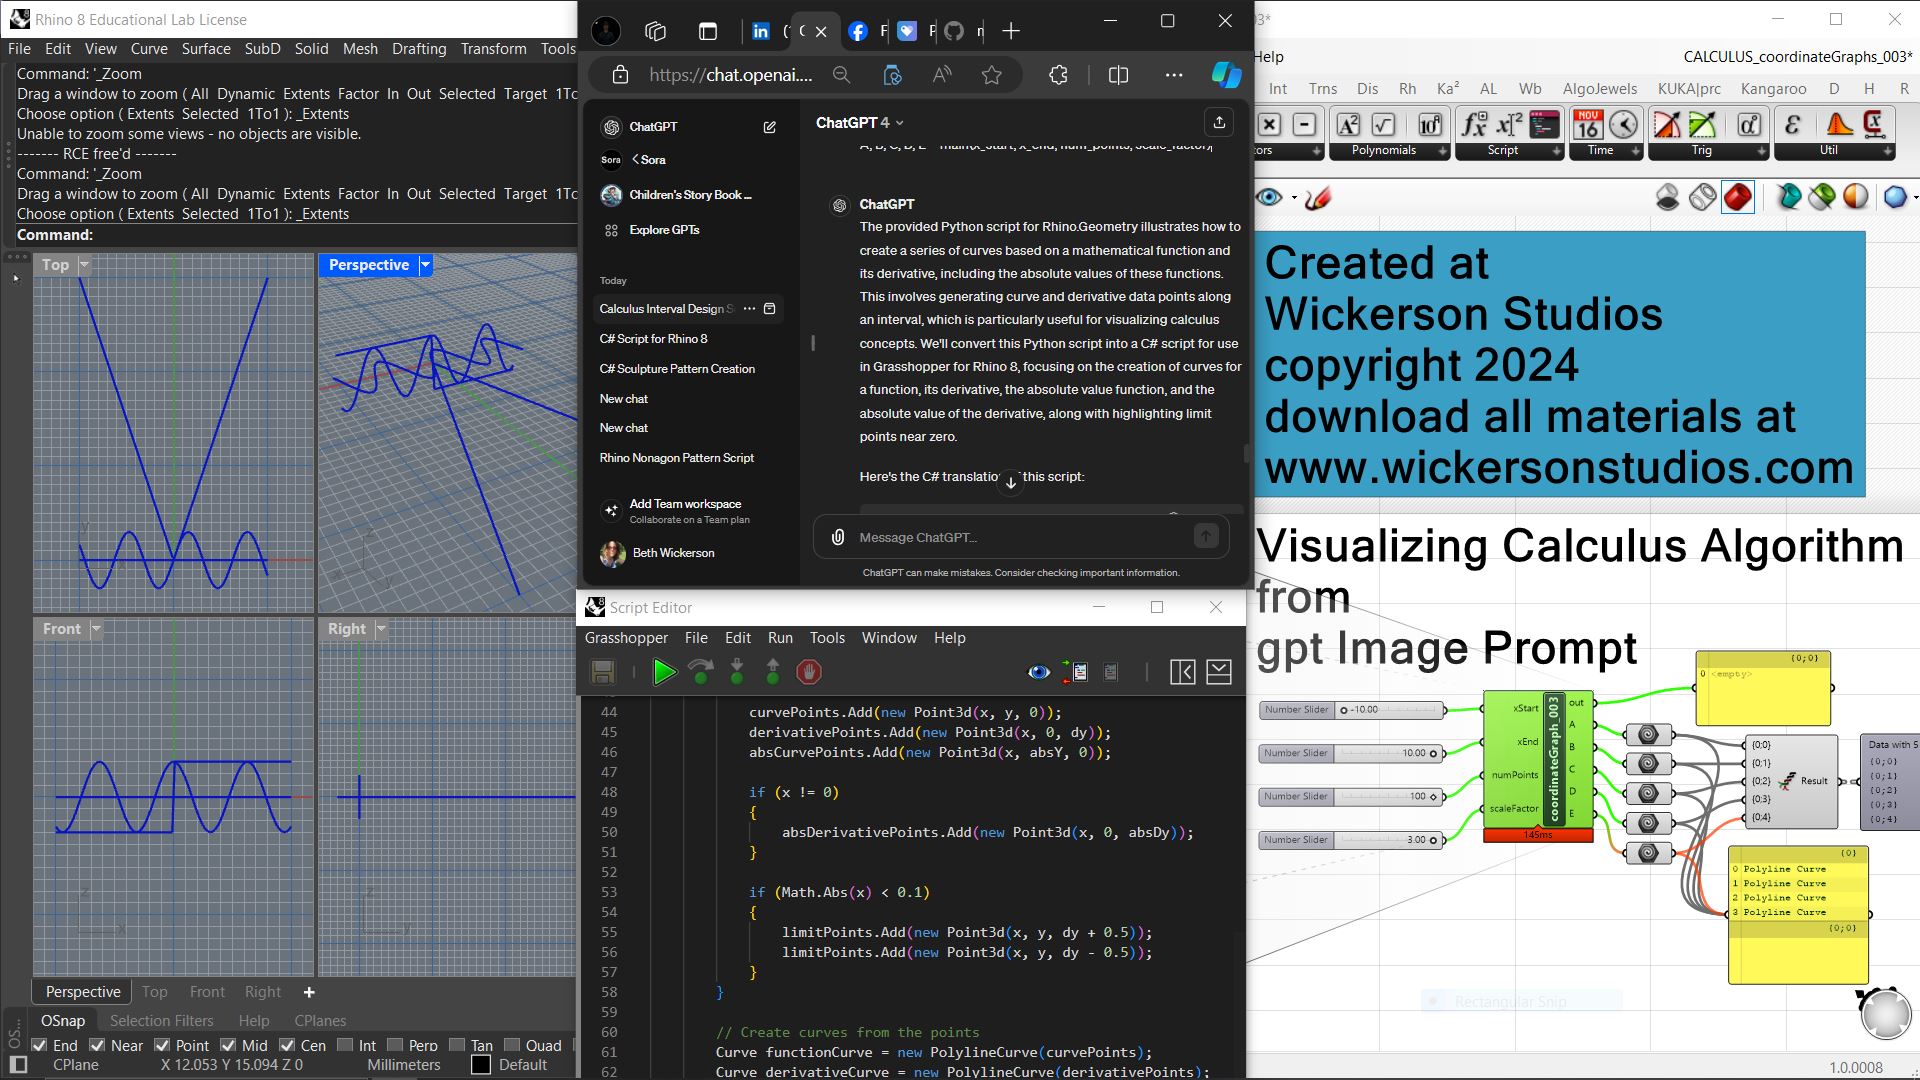 Rhino 8 Educational Lab License
File Edit View Curve Surface SubD Solid Mesh Drafting Transform Tools
Command: '_Zoom
Drag a window to zoom ( All Dynamic Extents Factor In Out Selected Target 1To
Choose option ( Extents Selected 1To1 ): _Extents
Unable to zoom some views - no objects are visible.
------- RCE free'd -------
Command: '_Zoom
Drag a window to zoom ( All Dynamic Extents Factor In Out Selected Target 1To
Choose option ( Extents Selected 1To1 ): _Extents
Command:
Top
Perspective
y
z
x
y
Front
Right
z
x
z
y
Perspective Top Front Right
OSnap Selection Filters Help CPlanes
OS...
End Near Point Mid Cen Int Perp Tan Quad
CPlane X 12.053 Y 15.094 Z 0 Millimeters Default
https://chat.openai....
ChatGPT
Sora Sora
Children's Story Book ...
Explore GPTs
Today
Calculus Interval Design S
C# Script for Rhino 8
C# Sculpture Pattern Creation
New chat
New chat
Rhino Nonagon Pattern Script
Add Team workspace
Collaborate on a Team plan
Beth Wickerson
ChatGPT 4
A, B, C, D, E = main(x_start, x_end, num_points, scale_factor)
ChatGPT
The provided Python script for Rhino.Geometry illustrates how to
create a series of curves based on a mathematical function and
its derivative, including the absolute values of these functions.
This involves generating curve and derivative data points along
an interval, which is particularly useful for visualizing calculus
concepts. We'll convert this Python script into a C# script for use
in Grasshopper for Rhino 8, focusing on the creation of curves for
a function, its derivative, the absolute value function, and the
absolute value of the derivative, along with highlighting limit
points near zero.
Here's the C# translatio this script:
Message ChatGPT...
ChatGPT can make mistakes. Consider checking important information.
Script Editor
Grasshopper File Edit Run Tools Window Help
44 curvePoints.Add(new Point3d(x, y, 0));
45 derivativePoints.Add(new Point3d(x, 0, dy));
46 absCurvePoints.Add(new Point3d(x, absY, 0));
47
48 if (x != 0)
49 {
50 absDerivativePoints.Add(new Point3d(x, 0, absDy));
51 }
52
53 if (Math.Abs(x) < 0.1)
54 {
55 limitPoints.Add(new Point3d(x, y, dy + 0.5));
56 limitPoints.Add(new Point3d(x, y, dy - 0.5));
57 }
58 }
59
60 // Create curves from the points
61 Curve functionCurve = new PolylineCurve(curvePoints);
62 Curve derivativeCurve = new PolylineCurve(derivativePoints);
03*
Help CALCULUS_coordinateGraphs_003*
Int Trns Dis Rh Ka² AL Wb AlgoJewels KUKA|prc Kangaroo D H R
NOV
16
tors Polynomials Script Time Trig Util
Created at
Wickerson Studios
copyright 2024
download all materials at
www.wickersonstudios.com
Visualizing Calculus Algorithm
from
gpt Image Prompt
Number Slider -10.00
Number Slider 10.00
Number Slider 100
Number Slider 3.00
xStart
xEnd
numPoints
scaleFactor
coordinateGraph_003
out
A
B
C
D
E
145ms
{0;0}
0 <empty>
{0;0}
{0;1}
{0;2}
{0;3}
{0;4}
Result
Data with 5
{0;0}
{0;1}
{0;2}
{0;3}
{0;4}
{0}
0 Polyline Curve
1 Polyline Curve
2 Polyline Curve
3 Polyline Curve
{0;0}
Rectangular Snip
1.0.0008